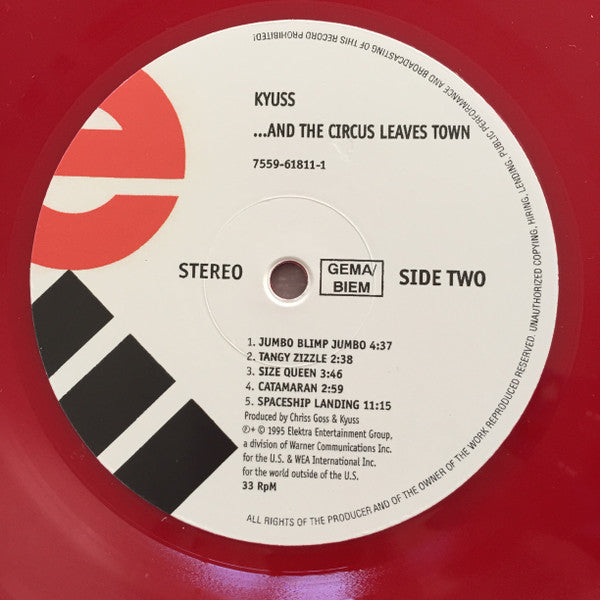 KYUSS
...AND THE CIRCUS LEAVES TOWN
7559-61811-1
STEREO
GEMA/
BIEM
SIDE TWO
1. JUMBO BLIMP JUMBO 4:37
2. TANGY ZIZZLE 2:38
3. SIZE QUEEN 3:46
4. CATAMARAN 2:59
5. SPACESHIP LANDING 11:15
Produced by Chriss Goss & Kyuss
℗+ © 1995 Elektra Entertainment Group,
a division of Warner Communications Inc.
for the U.S. & WEA International Inc.
for the world outside of the U.S.
33 RpM
ALL RIGHTS OF THE PRODUCER AND OF THE OWNER OF THE WORK REPRODUCED RESERVED. UNAUTHORIZED COPYING, HIRING, LENDING, PUBLIC PERFORMANCE AND BROADCASTING OF THIS RECORD PROHIBITED!
e